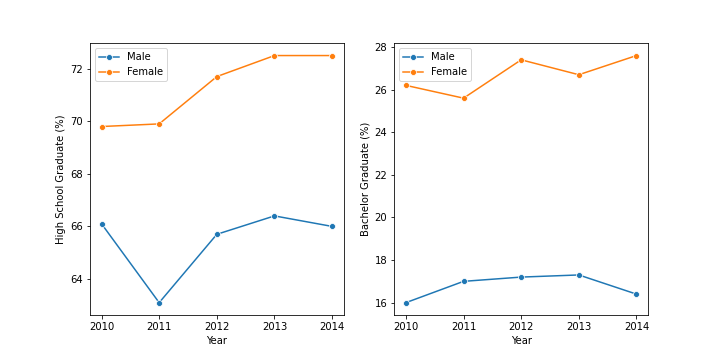 Male
Female
72
70
68
66
64
High School Graduate (%)
2010 2011 2012 2013 2014
Year
Male
Female
28
26
24
22
20
18
16
Bachelor Graduate (%)
2010 2011 2012 2013 2014
Year